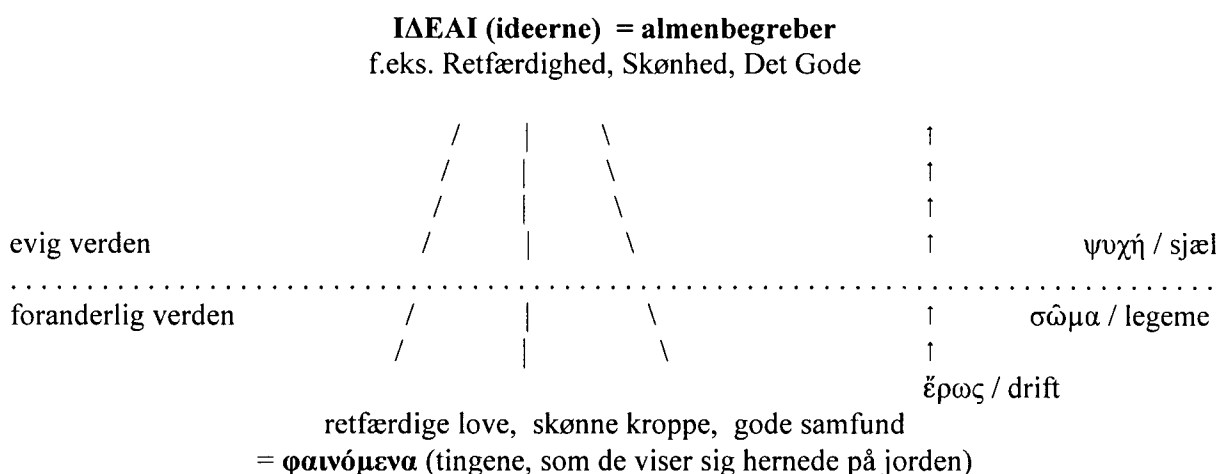 ΙΔΕΑΙ (ideerne) = almenbegreber
f.eks. Retfærdighed, Skønhed, Det Gode
evig verden ψυχή / sjæl
foranderlig verden σῶμα / legeme
ἔρως / drift
retfærdige love, skønne kroppe, gode samfund
= φαινόμενα (tingene, som de viser sig hernede på jorden)